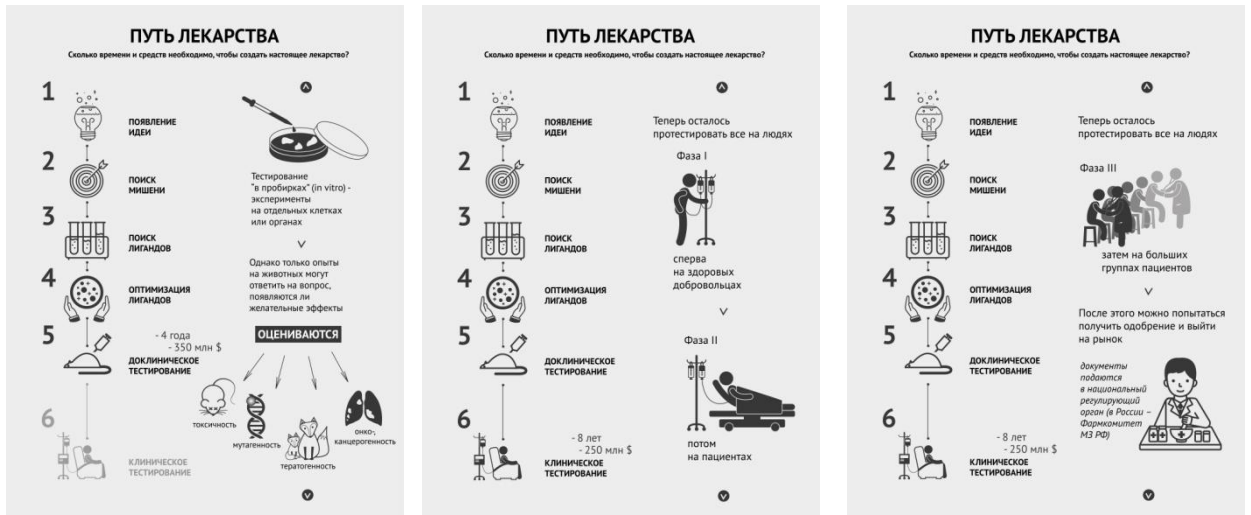 ПУТЬ ЛЕКАРСТВА
Сколько времени и средств необходимо, чтобы создать настоящее лекарство?
1
ПОЯВЛЕНИЕ
ИДЕИ
2
ПОИСК
МИШЕНИ
3
ПОИСК
ЛИГАНДОВ
4
ОПТИМИЗАЦИЯ
ЛИГАНДОВ
5
- 4 года
- 350 млн $
ДОКЛИНИЧЕСКОЕ
ТЕСТИРОВАНИЕ
6
КЛИНИЧЕСКОЕ
ТЕСТИРОВАНИЕ
Тестирование
"в пробирках" (in vitro) -
эксперименты
на отдельных клетках
или органах
Однако только опыты
на животных могут
ответить на вопрос,
появляются ли
желательные эффекты
ОЦЕНИВАЮТСЯ
токсичность
мутагенность
тератогенность
онко-,
канцерогенность
ПУТЬ ЛЕКАРСТВА
Сколько времени и средств необходимо, чтобы создать настоящее лекарство?
1
ПОЯВЛЕНИЕ
ИДЕИ
2
ПОИСК
МИШЕНИ
3
ПОИСК
ЛИГАНДОВ
4
ОПТИМИЗАЦИЯ
ЛИГАНДОВ
5
ДОКЛИНИЧЕСКОЕ
ТЕСТИРОВАНИЕ
6
- 8 лет
- 250 млн $
КЛИНИЧЕСКОЕ
ТЕСТИРОВАНИЕ
Теперь осталось
протестировать все на людях
Фаза I
сперва
на здоровых
добровольцах
Фаза II
потом
на пациентах
ПУТЬ ЛЕКАРСТВА
Сколько времени и средств необходимо, чтобы создать настоящее лекарство?
1
ПОЯВЛЕНИЕ
ИДЕИ
2
ПОИСК
МИШЕНИ
3
ПОИСК
ЛИГАНДОВ
4
ОПТИМИЗАЦИЯ
ЛИГАНДОВ
5
ДОКЛИНИЧЕСКОЕ
ТЕСТИРОВАНИЕ
6
- 8 лет
- 250 млн $
КЛИНИЧЕСКОЕ
ТЕСТИРОВАНИЕ
Теперь осталось
протестировать все на людях
Фаза III
затем на больших
группах пациентов
После этого можно попытаться
получить одобрение и выйти
на рынок
документы
подаются
в национальный
регулирующий
орган (в России –
Фармкомитет
МЗ РФ)